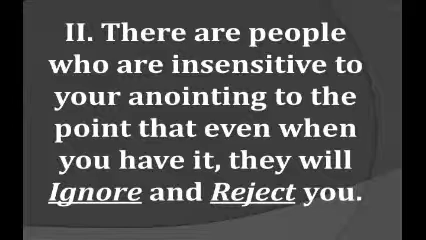 II. There are people
who are insensitive to
your anointing to the
point that even when
you have it, they will
Ignore and Reject you.